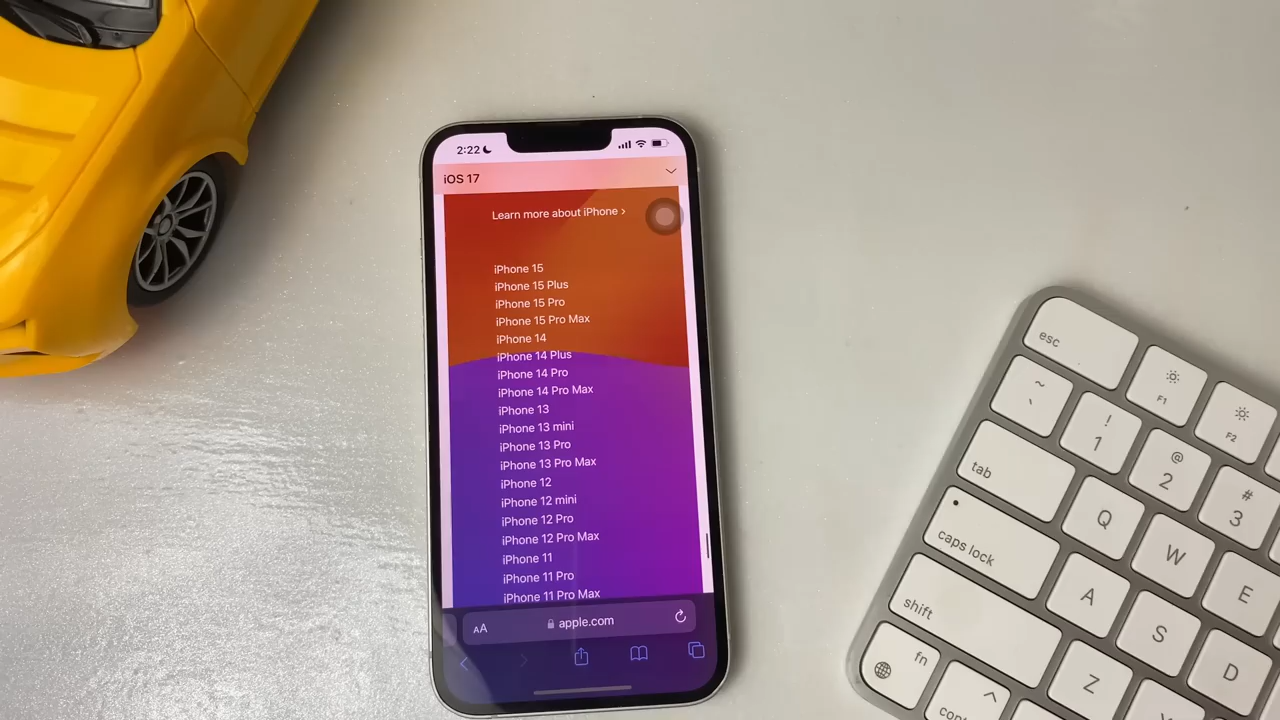 2:22
iOS 17
Learn more about iPhone >
iPhone 15
iPhone 15 Plus
iPhone 15 Pro
iPhone 15 Pro Max
iPhone 14
iPhone 14 Plus
iPhone 14 Pro
iPhone 14 Pro Max
iPhone 13
iPhone 13 mini
iPhone 13 Pro
iPhone 13 Pro Max
iPhone 12
iPhone 12 mini
iPhone 12 Pro
iPhone 12 Pro Max
iPhone 11
iPhone 11 Pro
iPhone 11 Pro Max
AA apple.com
esc
F1
F2
~
`
!
1
@
2
#
3
tab
Q
W
E
caps lock
A
S
D
shift
Z
fn